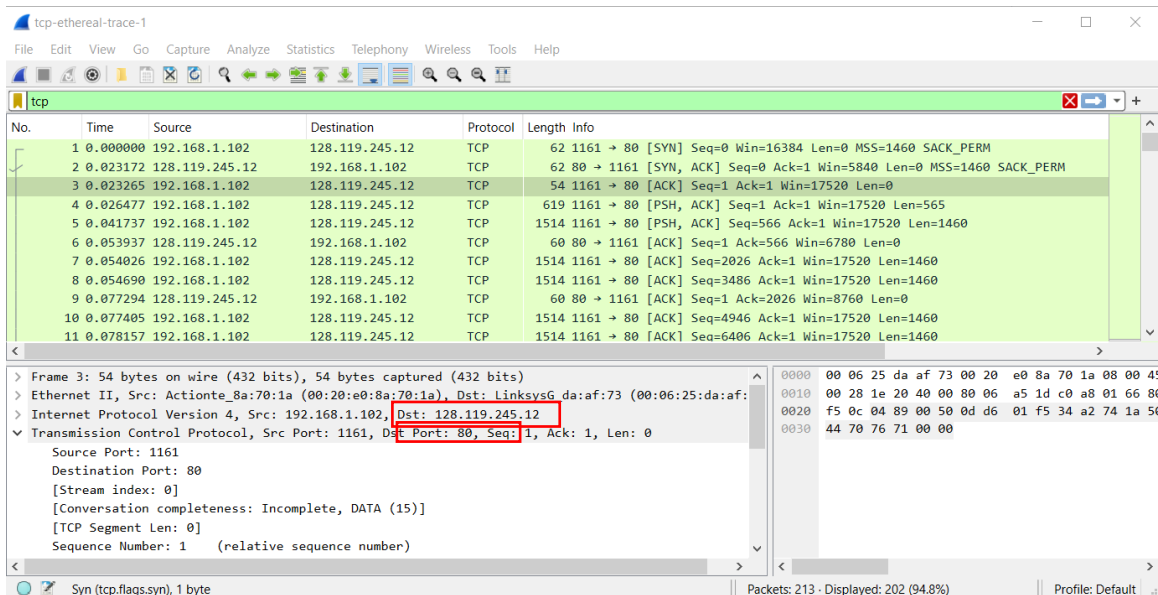 tcp-ethereal-trace-1
File Edit View Go Capture Analyze Statistics Telephony Wireless Tools Help
tcp
No. Time Source Destination Protocol Length Info
1 0.000000 192.168.1.102 128.119.245.12 TCP 62 1161 → 80 [SYN] Seq=0 Win=16384 Len=0 MSS=1460 SACK_PERM
2 0.023172 128.119.245.12 192.168.1.102 TCP 62 80 → 1161 [SYN, ACK] Seq=0 Ack=1 Win=5840 Len=0 MSS=1460 SACK_PERM
3 0.023265 192.168.1.102 128.119.245.12 TCP 54 1161 → 80 [ACK] Seq=1 Ack=1 Win=17520 Len=0
4 0.026477 192.168.1.102 128.119.245.12 TCP 619 1161 → 80 [PSH, ACK] Seq=1 Ack=1 Win=17520 Len=565
5 0.041737 192.168.1.102 128.119.245.12 TCP 1514 1161 → 80 [PSH, ACK] Seq=566 Ack=1 Win=17520 Len=1460
6 0.053937 128.119.245.12 192.168.1.102 TCP 60 80 → 1161 [ACK] Seq=1 Ack=566 Win=6780 Len=0
7 0.054026 192.168.1.102 128.119.245.12 TCP 1514 1161 → 80 [ACK] Seq=2026 Ack=1 Win=17520 Len=1460
8 0.054690 192.168.1.102 128.119.245.12 TCP 1514 1161 → 80 [ACK] Seq=3486 Ack=1 Win=17520 Len=1460
9 0.077294 128.119.245.12 192.168.1.102 TCP 60 80 → 1161 [ACK] Seq=1 Ack=2026 Win=8760 Len=0
10 0.077405 192.168.1.102 128.119.245.12 TCP 1514 1161 → 80 [ACK] Seq=4946 Ack=1 Win=17520 Len=1460
11 0.078157 192.168.1.102 128.119.245.12 TCP 1514 1161 → 80 [ACK] Seq=6406 Ack=1 Win=17520 Len=1460
Frame 3: 54 bytes on wire (432 bits), 54 bytes captured (432 bits)
Ethernet II, Src: Actionte_8a:70:1a (00:20:e0:8a:70:1a), Dst: LinksysG_da:af:73 (00:06:25:da:af:
Internet Protocol Version 4, Src: 192.168.1.102, Dst: 128.119.245.12
Transmission Control Protocol, Src Port: 1161, Dst Port: 80, Seq: 1, Ack: 1, Len: 0
Source Port: 1161
Destination Port: 80
[Stream index: 0]
[Conversation completeness: Incomplete, DATA (15)]
[TCP Segment Len: 0]
Sequence Number: 1 (relative sequence number)
0000 00 06 25 da af 73 00 20 e0 8a 70 1a 08 00 45
0010 00 28 1e 20 40 00 80 06 a5 1d c0 a8 01 66 80
0020 f5 0c 04 89 00 50 0d d6 01 f5 34 a2 74 1a 50
0030 44 70 76 71 00 00
Syn (tcp.flags.syn), 1 byte
Packets: 213 · Displayed: 202 (94.8%)
Profile: Default